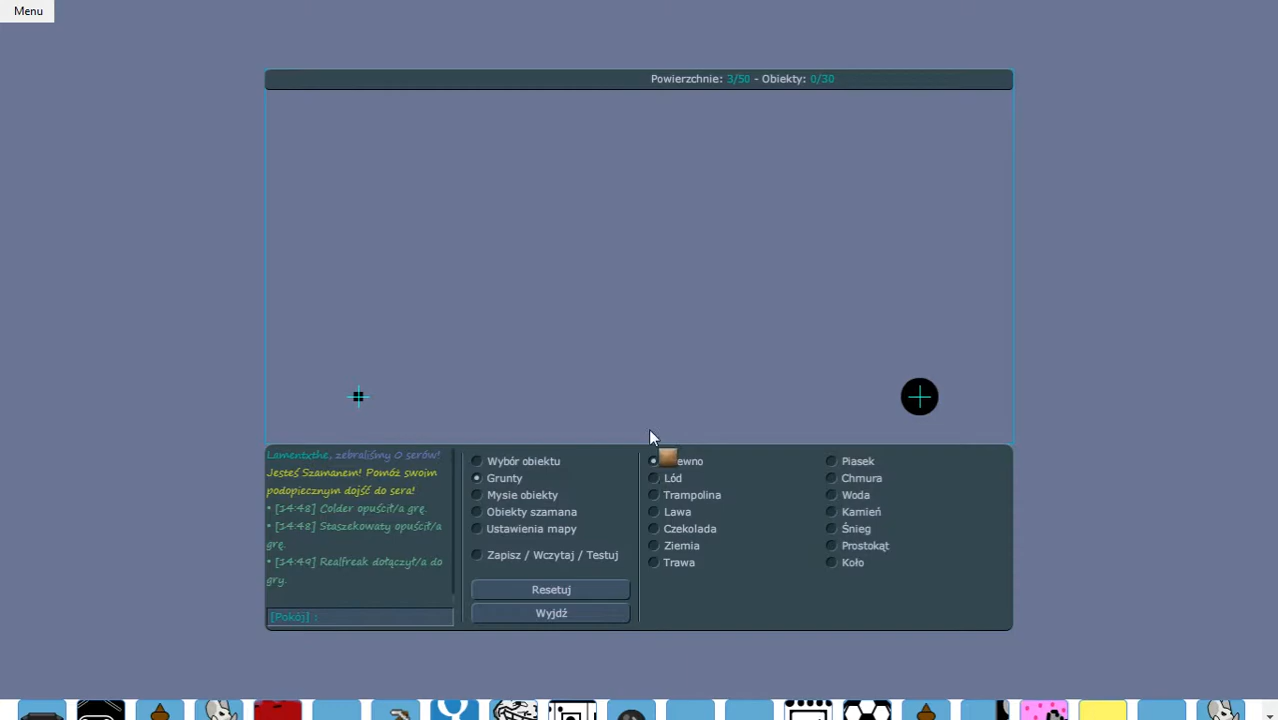 Menu
Powierzchnie: 3/50 - Obiekty: 0/30
Lamentxthe, zebraliśmy 0 serów!
Jesteś Szamanem! Pomóż swoim
podopiecznym dojść do sera!
• [14:48] Colder opuścił/a grę.
• [14:48] Staszekowaty opuścił/a
grę.
• [14:49] Realfreak dołączył/a do
gry.
[Pokój] :
Wybór obiektu
Grunty
Mysie obiekty
Obiekty szamana
Ustawienia mapy
Zapisz / Wczytaj / Testuj
Resetuj
Wyjdź
ewno
Lód
Trampolina
Lawa
Czekolada
Ziemia
Trawa
Piasek
Chmura
Woda
Kamień
Śnieg
Prostokąt
Koło